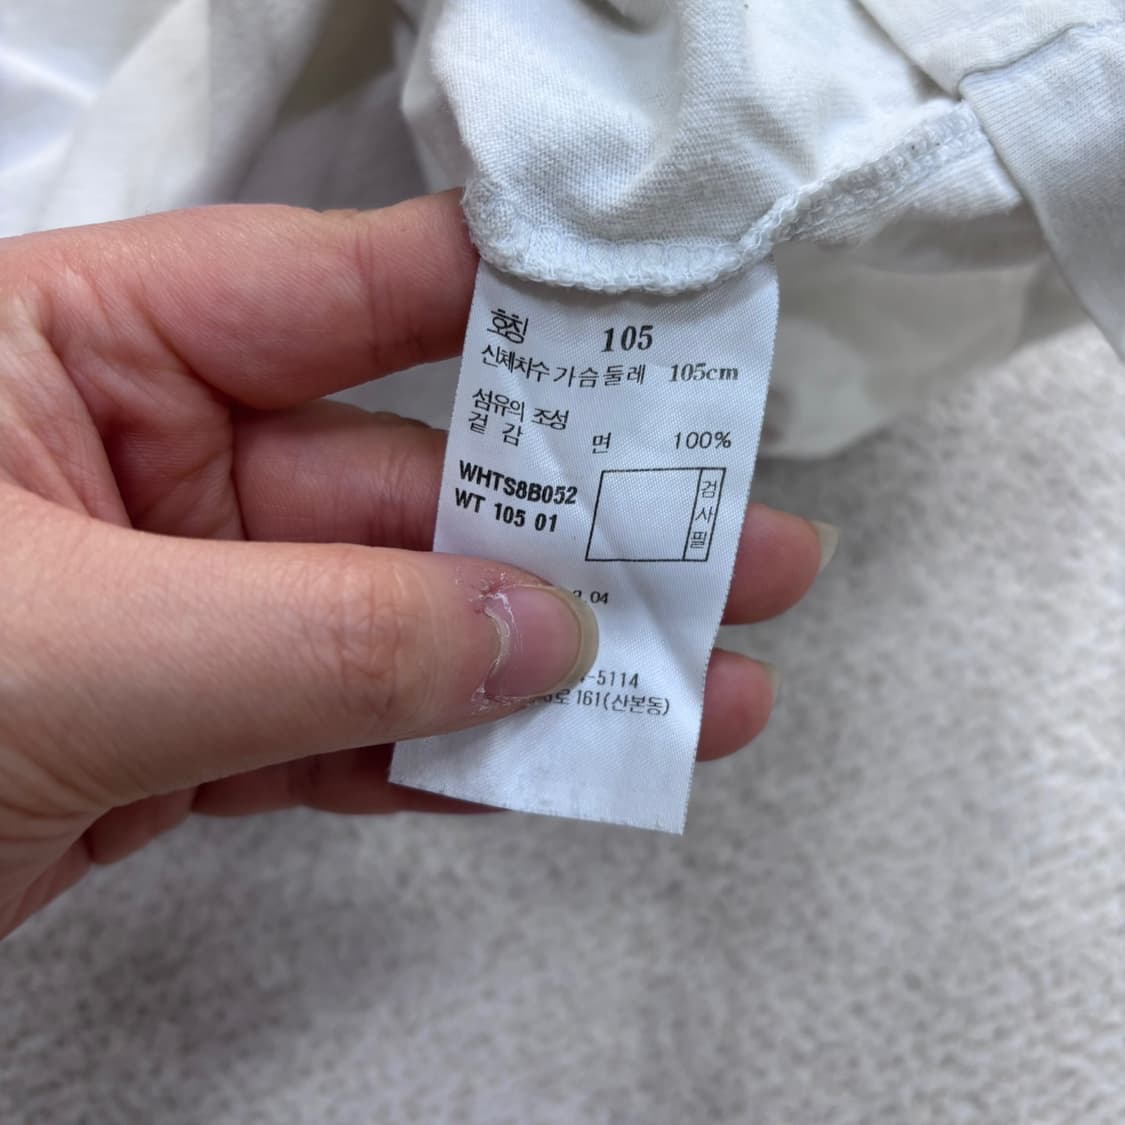 호칭 105
신체치수 가슴둘레 105cm
섬유의 조성
겉감 면 100%
WHTS8B052
WT 105 01
검사필
04
-5114
161(산본동)